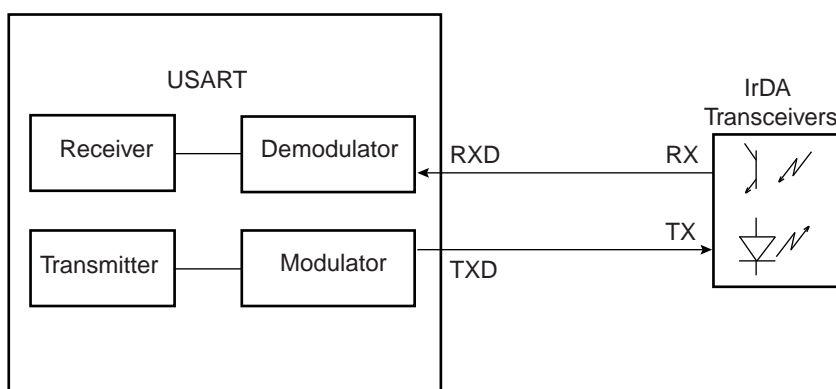 USART
IrDA
Transceivers
Receiver
Demodulator
RXD
RX
Transmitter
Modulator
TXD
TX